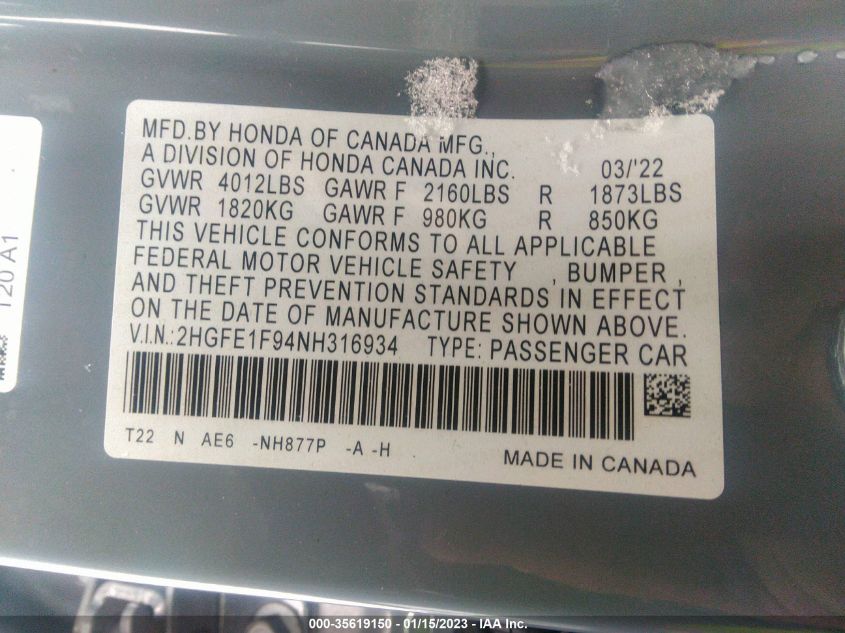 MFD.BY HONDA OF CANADA MFG.,
A DIVISION OF HONDA CANADA INC. 03/'22
GVWR 4012LBS GAWR F 2160LBS R 1873LBS
GVWR 1820KG GAWR F 980KG R 850KG
THIS VEHICLE CONFORMS TO ALL APPLICABLE
FEDERAL MOTOR VEHICLE SAFETY , BUMPER ,
AND THEFT PREVENTION STANDARDS IN EFFECT
ON THE DATE OF MANUFACTURE SHOWN ABOVE.
V.I.N.:2HGFE1F94NH316934 TYPE: PASSENGER CAR
T22 N AE6 -NH877P -A -H
MADE IN CANADA
T20 A1
000-35619150 — 01/15/2023 — IAA Inc.